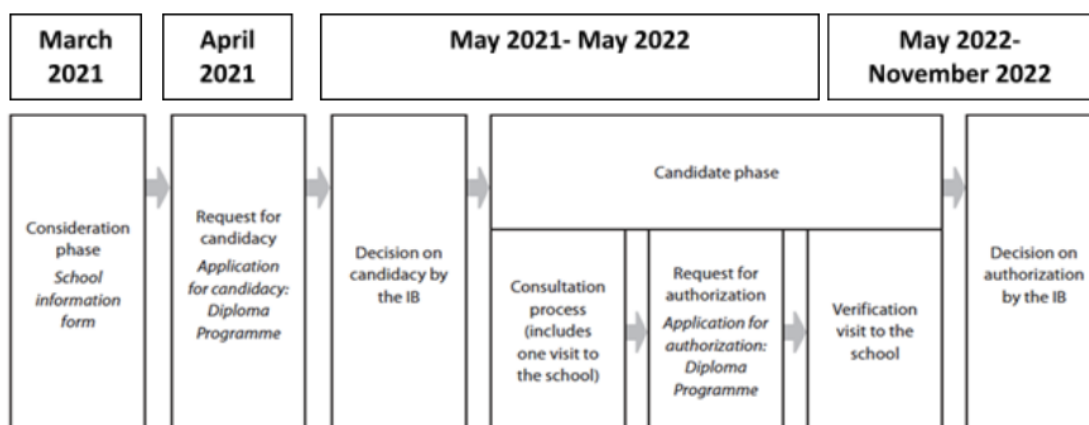 March
2021
April
2021
May 2021- May 2022
May 2022-
November 2022
Consideration
phase
School
information
form
Request for
candidacy
Application
for candidacy:
Diploma
Programme
Decision on
candidacy by
the IB
Candidate phase
Consultation
process
(includes
one visit to
the school)
Request for
authorization
Application for
authorization:
Diploma
Programme
Verification
visit to the
school
Decision on
authorization
by the IB